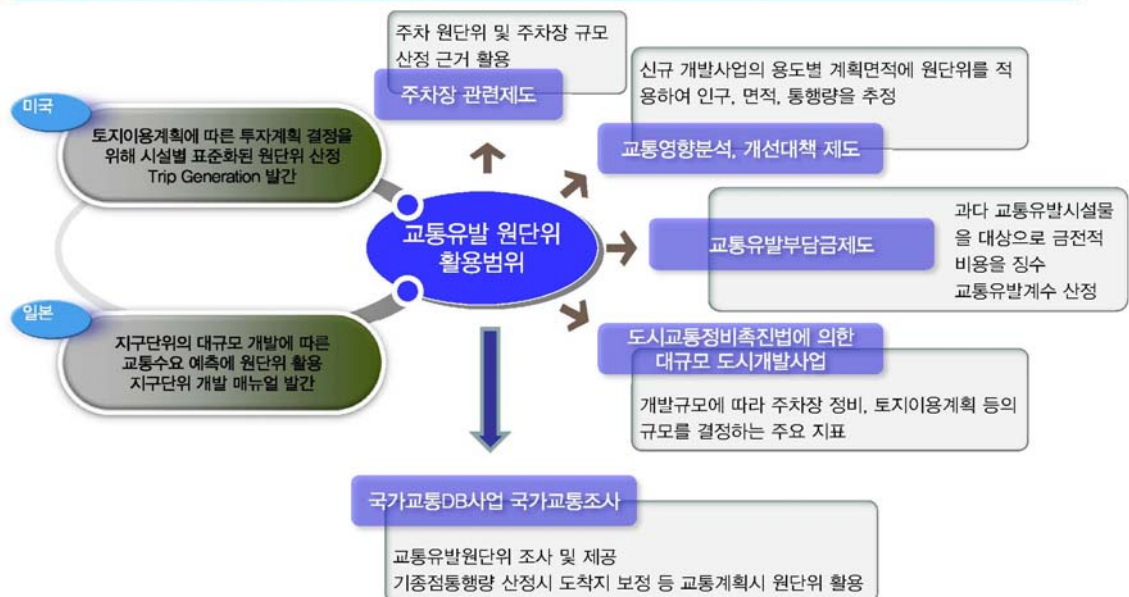 주차 원단위 및 주차장 규모
산정 근거 활용
주차장 관련제도
신규 개발사업의 용도별 계획면적에 원단위를 적
용하여 인구, 면적, 통행량을 추정
교통영향분석, 개선대책 제도
미국
토지이용계획에 따른 투자계획 결정을
위해 시설별 표준화된 원단위 산정
Trip Generation 발간
교통유발 원단위
활용범위
교통유발부담금제도
과다 교통유발시설물
을 대상으로 금전적
비용을 징수
교통유발계수 산정
일본
지구단위의 대규모 개발에 따른
교통수요 예측에 원단위 활용
지구단위 개발 매뉴얼 발간
도시교통정비촉진법에 의한
대규모 도시개발사업
개발규모에 따라 주차장 정비, 토지이용계획 등의
규모를 결정하는 주요 지표
국가교통DB사업 국가교통조사
교통유발원단위 조사 및 제공
기종점통행량 산정시 도착지 보정 등 교통계획시 원단위 활용